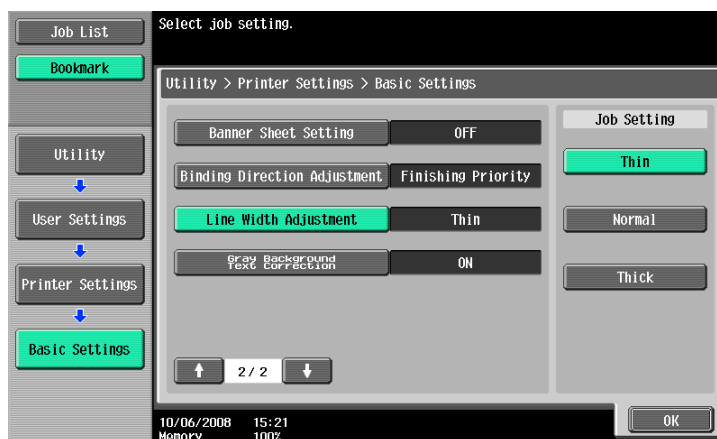 Job List
Bookmark
Utility
User Settings
Printer Settings
Basic Settings
Select job setting.
Utility > Printer Settings > Basic Settings
Banner Sheet Setting OFF
Binding Direction Adjustment Finishing Priority
Line Width Adjustment Thin
Gray Background
Text Correction ON
2/ 2
Job Setting
Thin
Normal
Thick
10/06/2008 15:21
Memory 100%
OK